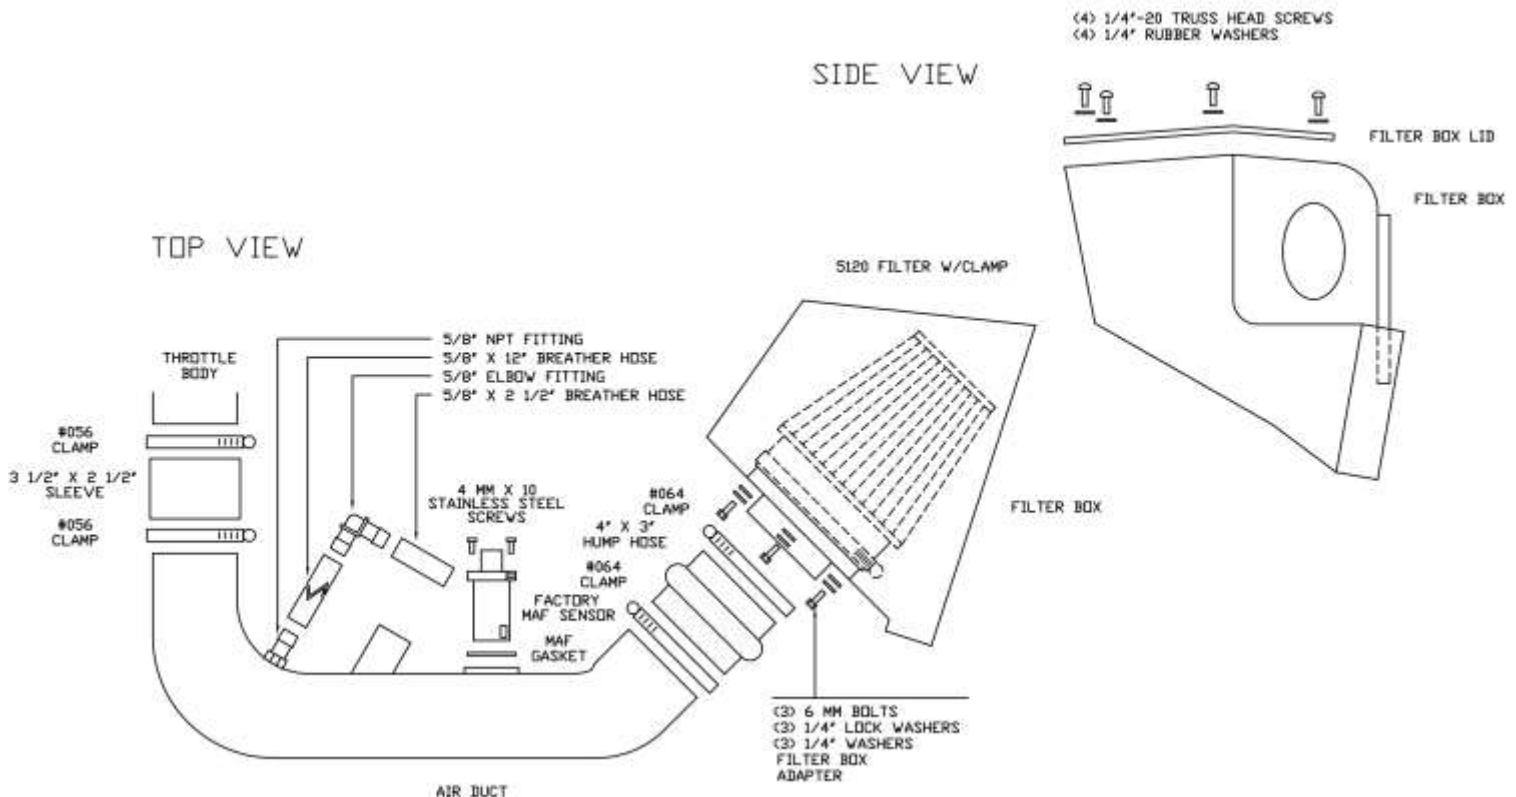 (4) 1/4"-20 TRUSS HEAD SCREWS
(4) 1/4" RUBBER WASHERS
SIDE VIEW
FILTER BOX LID
FILTER BOX
TOP VIEW
5120 FILTER W/CLAMP
5/8" NPT FITTING
5/8" X 12" BREATHER HOSE
5/8" ELBOW FITTING
5/8" X 2 1/2" BREATHER HOSE
THROTTLE
BODY
#056
CLAMP
3 1/2" X 2 1/2"
SLEEVE
#056
CLAMP
4 MM X 10
STAINLESS STEEL
SCREWS
#064
CLAMP
4" X 3"
HUMP HOSE
#064
CLAMP
FILTER BOX
FACTORY
MAF SENSOR
MAF
GASKET
(3) 6 MM BOLTS
(3) 1/4" LOCK WASHERS
(3) 1/4" WASHERS
FILTER BOX
ADAPTER
AIR DUCT